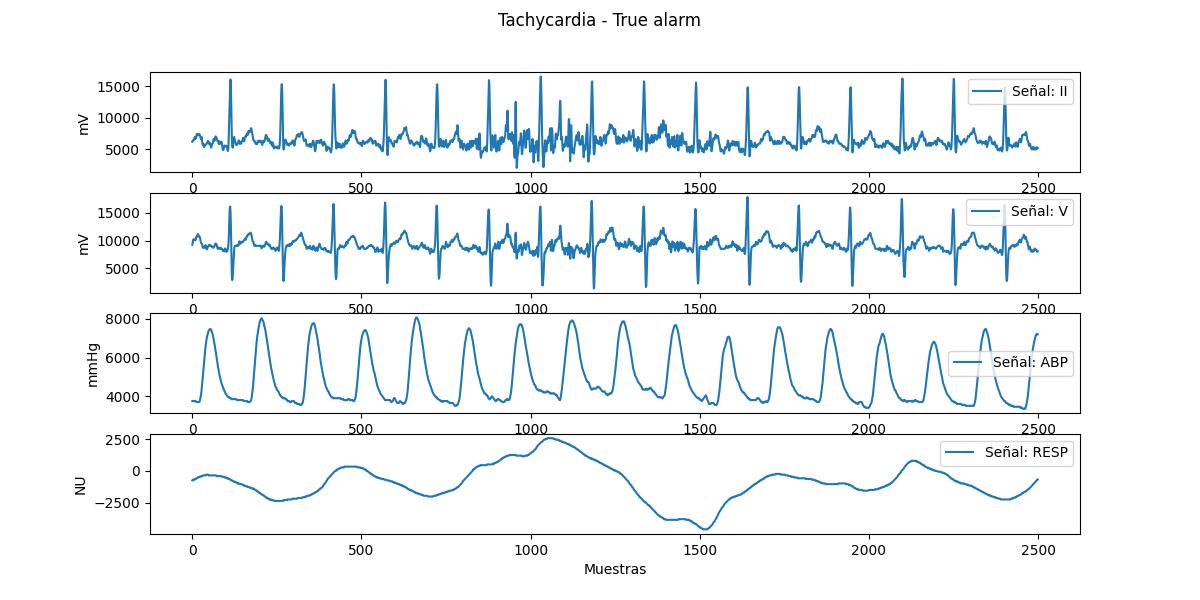 Tachycardia - True alarm
15000
10000
5000
mV
Señal: II
0 500 1000 1500 2000 2500
15000
10000
5000
mV
Señal: V
0 500 1000 1500 2000 2500
8000
6000
4000
mmHg
Señal: ABP
0 500 1000 1500 2000 2500
2500
0
−2500
NU
Señal: RESP
0 500 1000 1500 2000 2500
Muestras